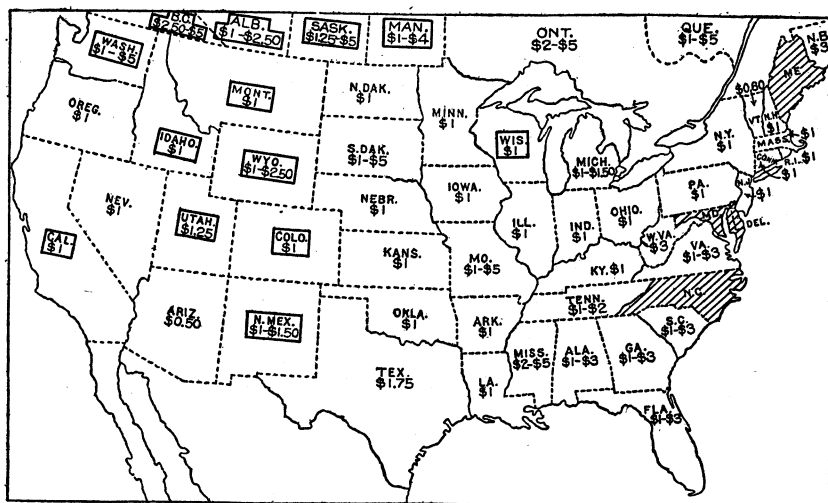 B.C.
$2.50-$5
ALB.
$1-$2.50
SASK.
$1.25-$5
MAN.
$1-$4
ONT.
$2-$5
QUE.
$1-$5
N.B.
$3
WASH.
$1-$5
MONT.
$1
N.DAK.
$1
MINN.
$1
ME.
$0.80
VT.
N.H.
$1
OREG.
$1
IDAHO.
$1
WYO.
$1-$2.50
S.DAK.
$1-$5
WIS.
$1
MICH.
$1-$1.50
N.Y.
$1
MASS.
$1
CONN.
$1
R.I.
$1
NEV.
$1
UTAH.
$1.25
COLO.
$1
NEBR.
$1
IOWA.
$1
ILL.
$1
IND.
$1
OHIO.
$1
PA.
$1
N.J.
$1
CAL.
$1
KANS.
$1
MO.
$1-$5
KY. $1
W.VA.
$3
VA.
$1-$3
MD.
DEL.
ARIZ.
$0.50
N.MEX.
$1-$1.50
OKLA.
$1
ARK.
$1
TENN.
$1-$2
N.C.
S.C.
$1-$3
TEX.
$1.75
LA.
$1
MISS.
$2-$5
ALA.
$1-$3
GA.
$1-$3
FLA.
$1-$3